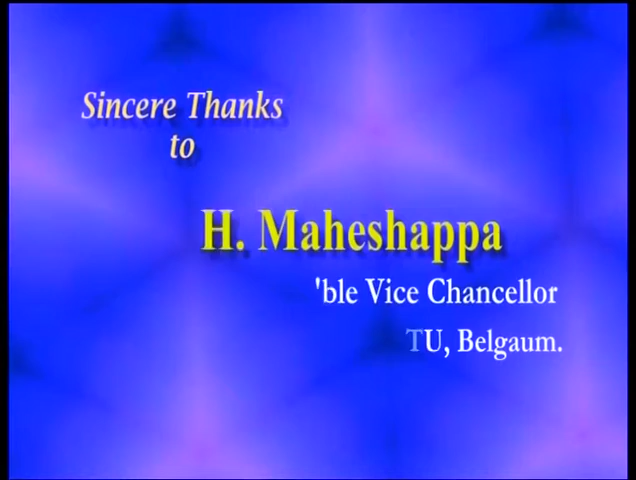 Sincere Thanks
to
H. Maheshappa
'ble Vice Chancellor
TU, Belgaum.